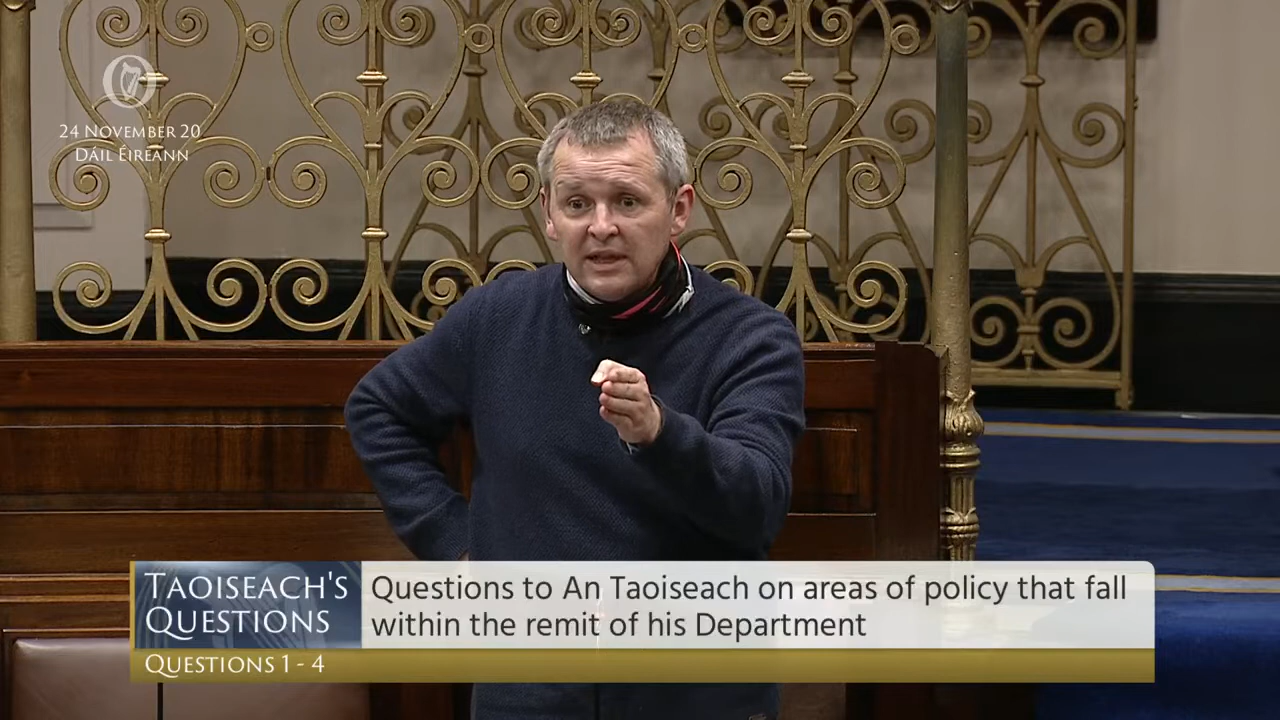 24 November 20
Dáil Éireann
Taoiseach's
Questions
Questions to An Taoiseach on areas of policy that fall
within the remit of his Department
Questions 1 - 4